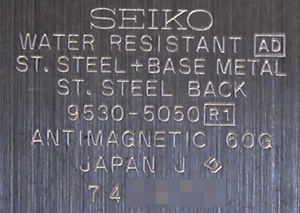 SEIKO
WATER RESISTANT AD
ST. STEEL + BASE METAL
ST. STEEL BACK
9530-5050 R1
ANTIMAGNETIC 60G
JAPAN J
74